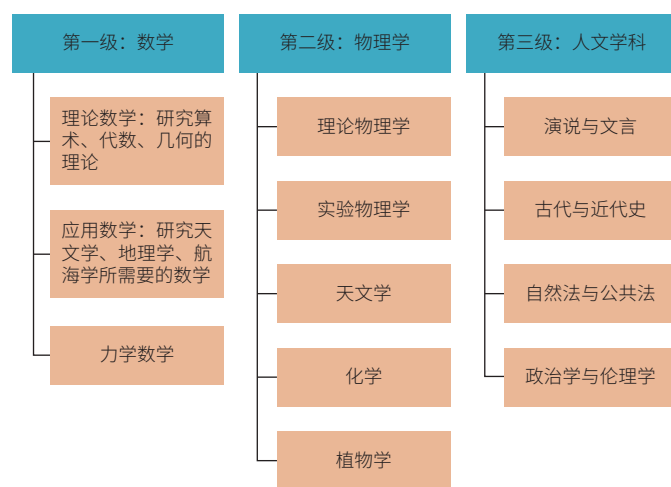 第一级：数学
理论数学：研究算
术、代数、几何的
理论
应用数学：研究天
文学、地理学、航
海学所需要的数学
力学数学
第二级：物理学
理论物理学
实验物理学
天文学
化学
植物学
第三级：人文学科
演说与文言
古代与近代史
自然法与公共法
政治学与伦理学